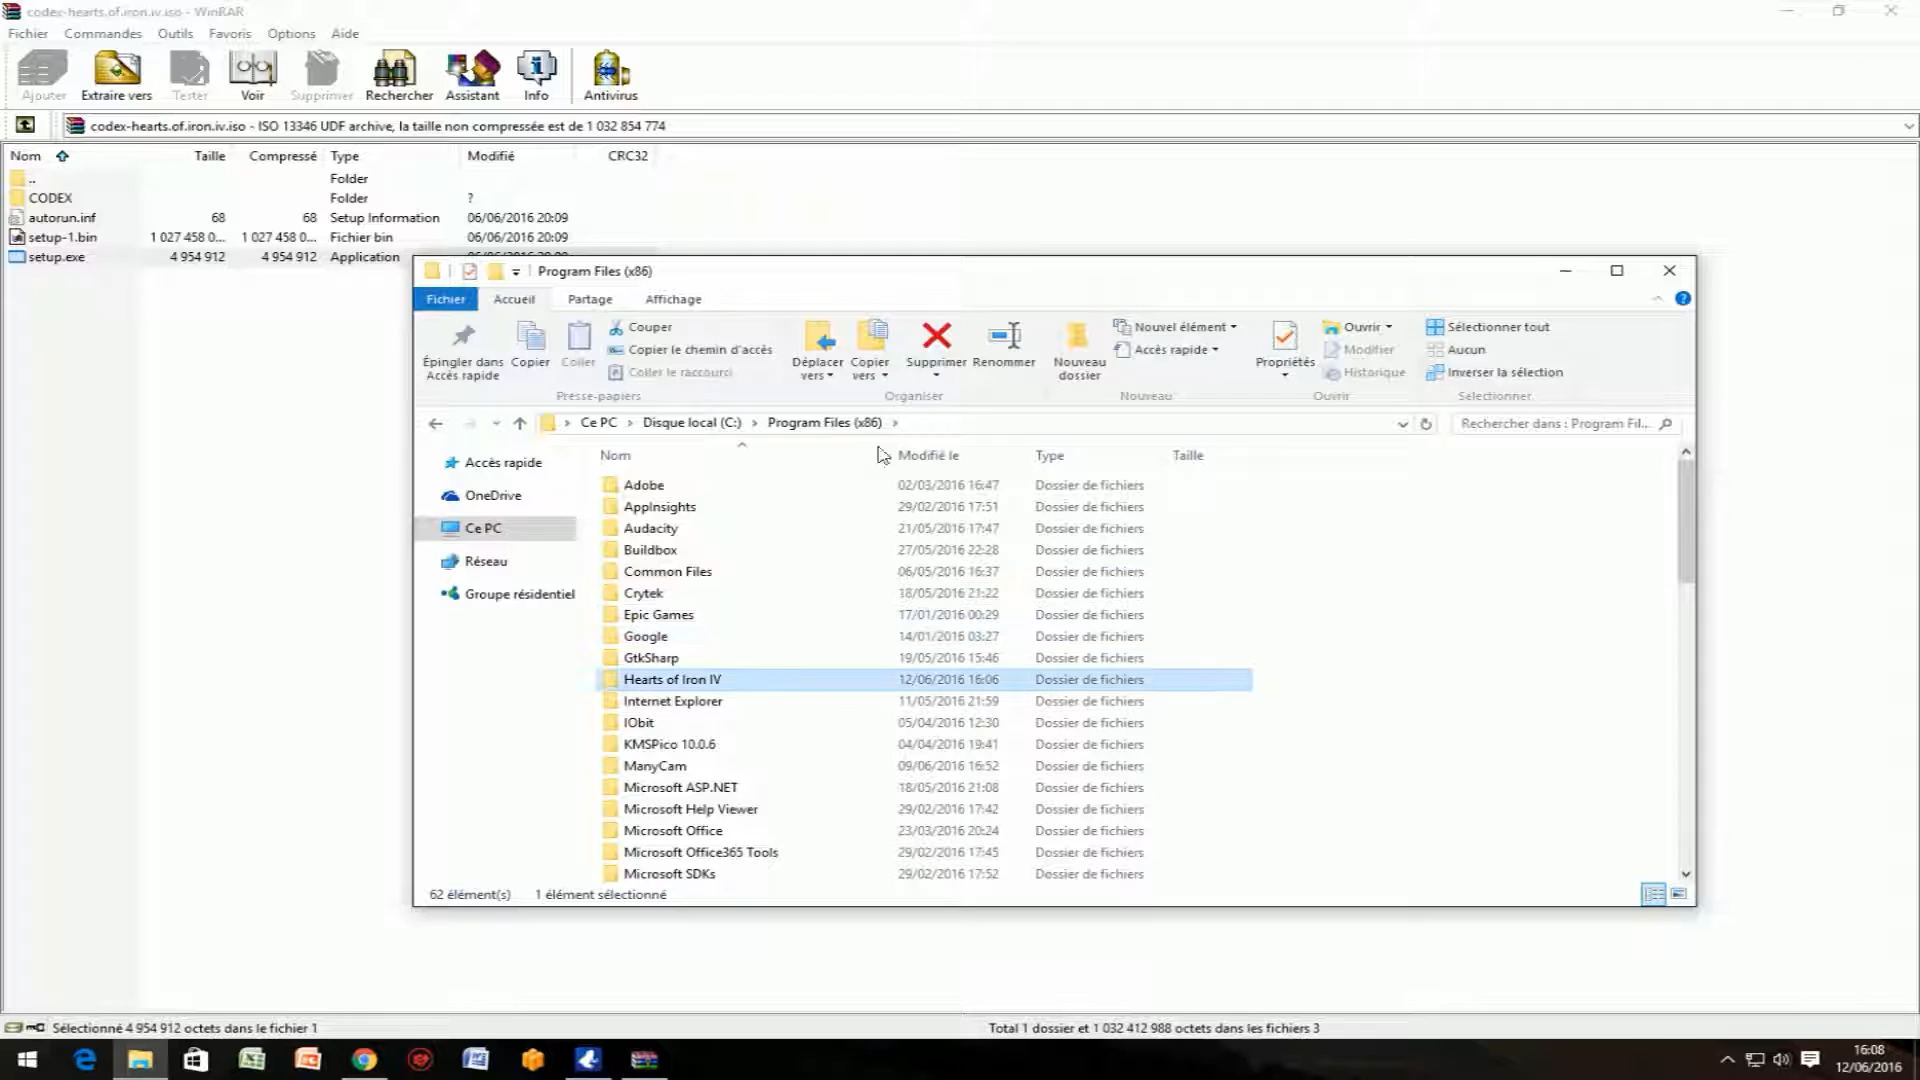 codex-hearts.of.iron.iv.iso - WinRAR
Fichier Commandes Outils Favoris Options Aide
Ajouter Extraire vers Tester Voir Supprimer Rechercher Assistant Info Antivirus
codex-hearts.of.iron.iv.iso - ISO 13346 UDF archive, la taille non compressée est de 1 032 854 774
Nom Taille Compressé Type Modifié CRC32
.. Folder
CODEX Folder ?
autorun.inf 68 68 Setup Information 06/06/2016 20:09
setup-1.bin 1 027 458 0... 1 027 458 0... Fichier bin 06/06/2016 20:09
setup.exe 4 954 912 4 954 912 Application
Program Files (x86)
Fichier Accueil Partage Affichage
Épingler dans Accès rapide
Copier
Coller
Couper
Copier le chemin d'accès
Coller le raccourci
Presse-papiers
Déplacer vers
Copier vers
Supprimer
Renommer
Organiser
Nouveau dossier
Nouvel élément
Accès rapide
Nouveau
Propriétés
Ouvrir
Modifier
Historique
Ouvrir
Sélectionner tout
Aucun
Inverser la sélection
Sélectionner
Ce PC > Disque local (C:) > Program Files (x86) >
Rechercher dans : Program Fil...
Accès rapide
OneDrive
Ce PC
Réseau
Groupe résidentiel
Nom Modifié le Type Taille
Adobe 02/03/2016 16:47 Dossier de fichiers
AppInsights 29/02/2016 17:51 Dossier de fichiers
Audacity 21/05/2016 17:47 Dossier de fichiers
Buildbox 27/05/2016 22:28 Dossier de fichiers
Common Files 06/05/2016 16:37 Dossier de fichiers
Crytek 18/05/2016 21:22 Dossier de fichiers
Epic Games 17/01/2016 00:29 Dossier de fichiers
Google 14/01/2016 03:27 Dossier de fichiers
GtkSharp 19/05/2016 15:46 Dossier de fichiers
Hearts of Iron IV 12/06/2016 16:06 Dossier de fichiers
Internet Explorer 11/05/2016 21:59 Dossier de fichiers
IObit 05/04/2016 12:30 Dossier de fichiers
KMSPico 10.0.6 04/04/2016 19:41 Dossier de fichiers
ManyCam 09/06/2016 16:52 Dossier de fichiers
Microsoft ASP.NET 18/05/2016 21:08 Dossier de fichiers
Microsoft Help Viewer 29/02/2016 17:42 Dossier de fichiers
Microsoft Office 23/03/2016 20:24 Dossier de fichiers
Microsoft Office365 Tools 29/02/2016 17:45 Dossier de fichiers
Microsoft SDKs 29/02/2016 17:52 Dossier de fichiers
62 élément(s) 1 élément sélectionné
Sélectionné 4 954 912 octets dans le fichier 1
Total 1 dossier et 1 032 412 988 octets dans les fichiers 3
16:08
12/06/2016